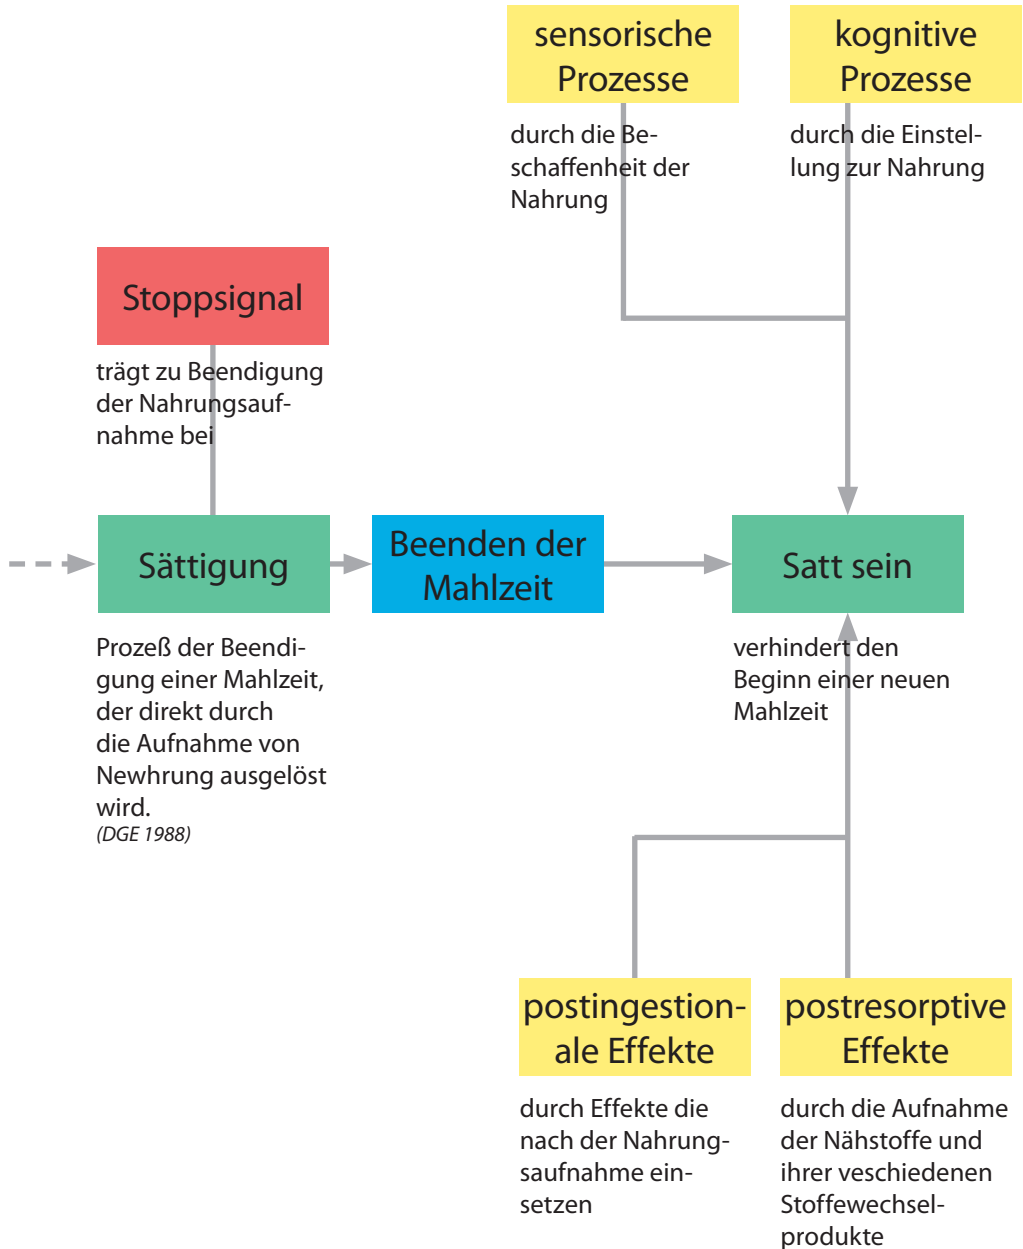 sensorische
Prozesse
durch die Be-
schaffenheit der
Nahrung
kognitive
Prozesse
durch die Einstel-
lung zur Nahrung
Stoppsignal
trägt zu Beendigung
der Nahrungsauf-
nahme bei
Sättigung
Prozeß der Beendi-
gung einer Mahlzeit,
der direkt durch
die Aufnahme von
Newhrung ausgelöst
wird.
(DGE 1988)
Beenden der
Mahlzeit
Satt sein
verhindert den
Beginn einer neuen
Mahlzeit
postingestion-
ale Effekte
durch Effekte die
nach der Nahrung-
saufnahme ein-
setzen
postresorptive
Effekte
durch die Aufnahme
der Nähstoffe und
ihrer veschiedenen
Stoffewechsel-
produkte